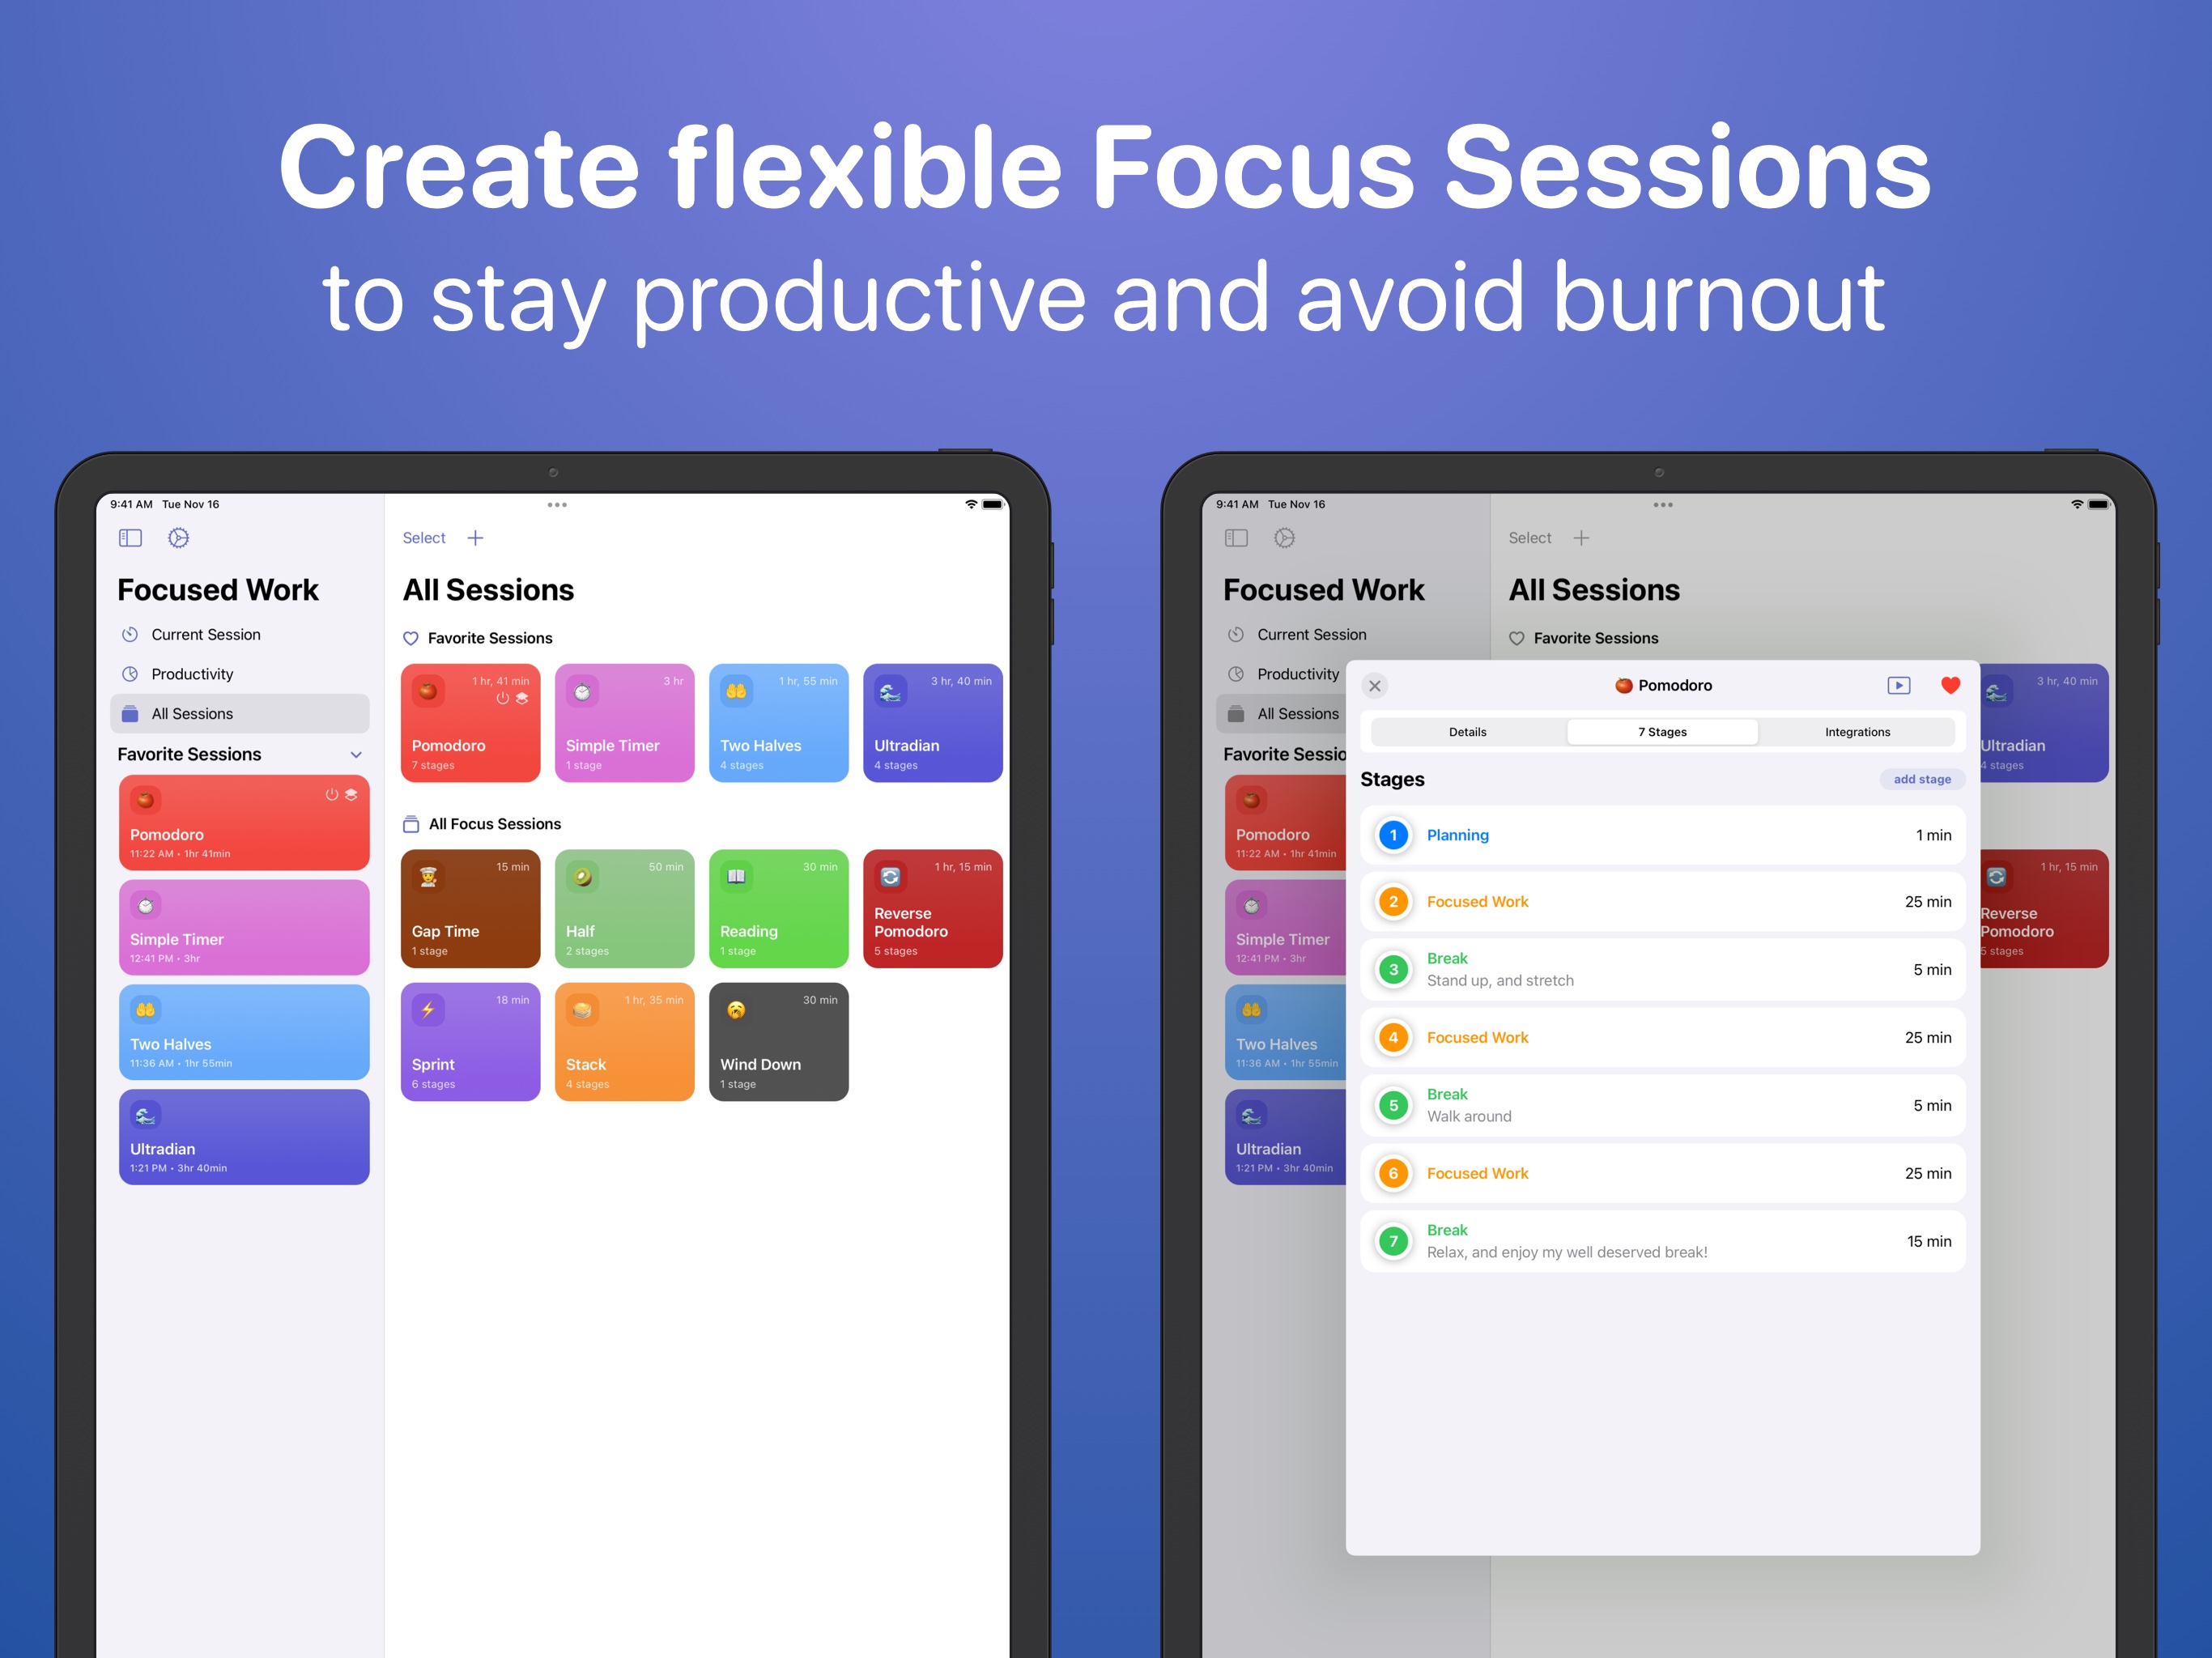 Create flexible Focus Sessions
to stay productive and avoid burnout
9:41 AM Tue Nov 16
Focused Work
Current Session
Productivity
All Sessions
Favorite Sessions
Pomodoro
11:22 AM • 1hr 41min
Simple Timer
12:41 PM • 3hr
Two Halves
11:36 AM • 1hr 55min
Ultradian
1:21 PM • 3hr 40min
Select
All Sessions
Favorite Sessions
1 hr, 41 min
Pomodoro
7 stages
3 hr
Simple Timer
1 stage
1 hr, 55 min
Two Halves
4 stages
3 hr, 40 min
Ultradian
4 stages
All Focus Sessions
15 min
Gap Time
1 stage
50 min
Half
2 stages
30 min
Reading
1 stage
1 hr, 15 min
Reverse
Pomodoro
5 stages
18 min
Sprint
6 stages
1 hr, 35 min
Stack
4 stages
30 min
Wind Down
1 stage
9:41 AM Tue Nov 16
Focused Work
Current Session
Productivity
All Sessions
Favorite Sessio
Pomodoro
11:22 AM • 1hr 41min
Simple Timer
12:41 PM • 3hr
Two Halves
11:36 AM • 1hr 55min
Ultradian
1:21 PM • 3hr 40min
Select
All Sessions
Favorite Sessions
3 hr, 40 min
Ultradian
4 stages
1 hr, 15 min
Reverse
Pomodoro
5 stages
Pomodoro
Details 7 Stages Integrations
Stages add stage
1 Planning 1 min
2 Focused Work 25 min
3 Break 5 min
Stand up, and stretch
4 Focused Work 25 min
5 Break 5 min
Walk around
6 Focused Work 25 min
7 Break 15 min
Relax, and enjoy my well deserved break!